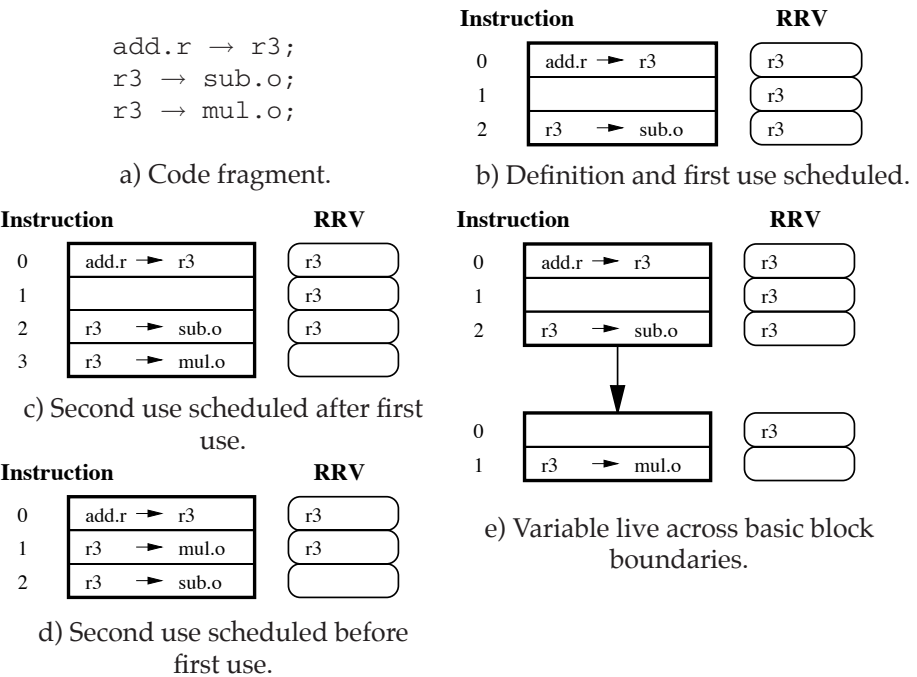 add.r → r3;
r3 → sub.o;
r3 → mul.o;
a) Code fragment.
Instruction RRV
0 add.r → r3 r3
1 r3
2 r3 → sub.o r3
b) Definition and first use scheduled.
Instruction RRV
0 add.r → r3 r3
1 r3
2 r3 → sub.o r3
3 r3 → mul.o
c) Second use scheduled after first
use.
Instruction RRV
0 add.r → r3 r3
1 r3 → mul.o r3
2 r3 → sub.o
d) Second use scheduled before
first use.
Instruction RRV
0 add.r → r3 r3
1 r3
2 r3 → sub.o r3
0 r3
1 r3 → mul.o
e) Variable live across basic block
boundaries.